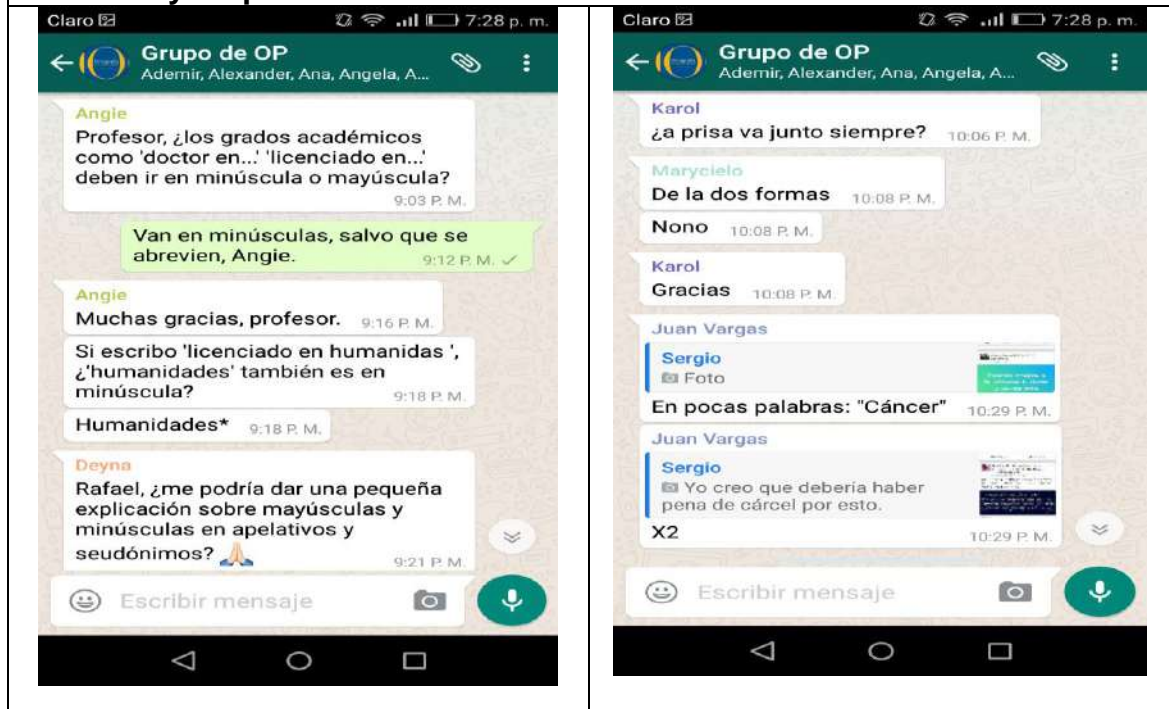 Claro 7:28 p. m.
Grupo de OP
Ademir, Alexander, Ana, Angela, A...
Angie
Profesor, ¿los grados académicos
como 'doctor en...' 'licenciado en...'
deben ir en minúscula o mayúscula?
9:03 P. M.
Van en minúsculas, salvo que se
abrevien, Angie. 9:12 P. M.
Angie
Muchas gracias, profesor. 9:16 P. M.
Si escribo 'licenciado en humanidas ',
¿'humanidades' también es en
minúscula? 9:18 P. M.
Humanidades* 9:18 P. M.
Deyna
Rafael, ¿me podría dar una pequeña
explicación sobre mayúsculas y
minúsculas en apelativos y
seudónimos? 9:21 P. M.
Escribir mensaje
Claro 7:28 p. m.
Grupo de OP
Ademir, Alexander, Ana, Angela, A...
Karol
¿a prisa va junto siempre? 10:06 P. M.
Marycielo
De la dos formas 10:08 P. M.
Nono 10:08 P. M.
Karol
Gracias 10:08 P. M.
Juan Vargas
Sergio
Foto
En pocas palabras: "Cáncer" 10:29 P. M.
Juan Vargas
Sergio
Yo creo que debería haber
pena de cárcel por esto.
X2 10:29 P. M.
Escribir mensaje